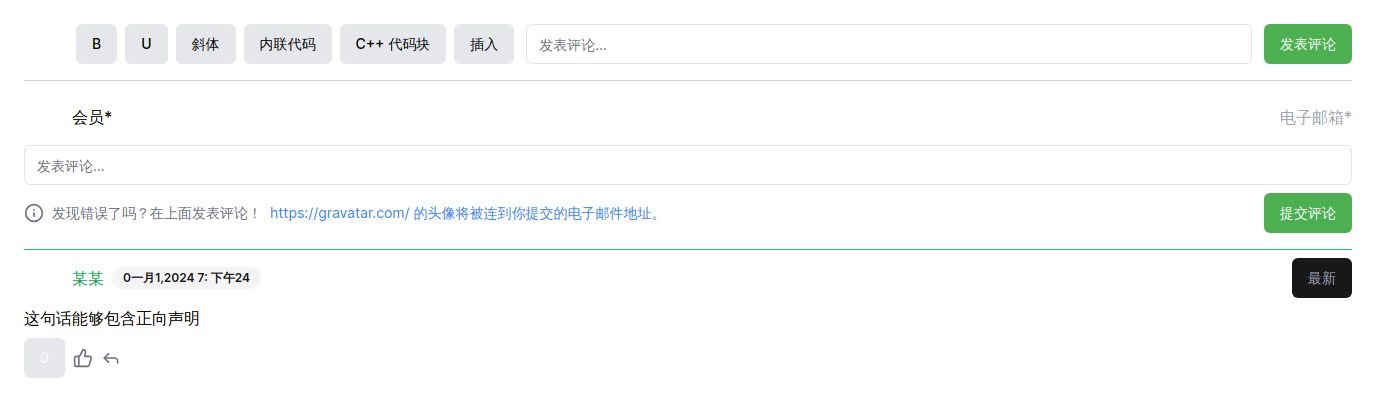 B U 斜体 内联代码 C++ 代码块 插入 发表评论... 发表评论
会员* 电子邮箱*
发表评论...
发现错误了吗？在上面发表评论！ https://gravatar.com/ 的头像将被连到你提交的电子邮件地址。 提交评论
某某 0一月1,2024 7: 下午24 最新
这句话能够包含正向声明
0